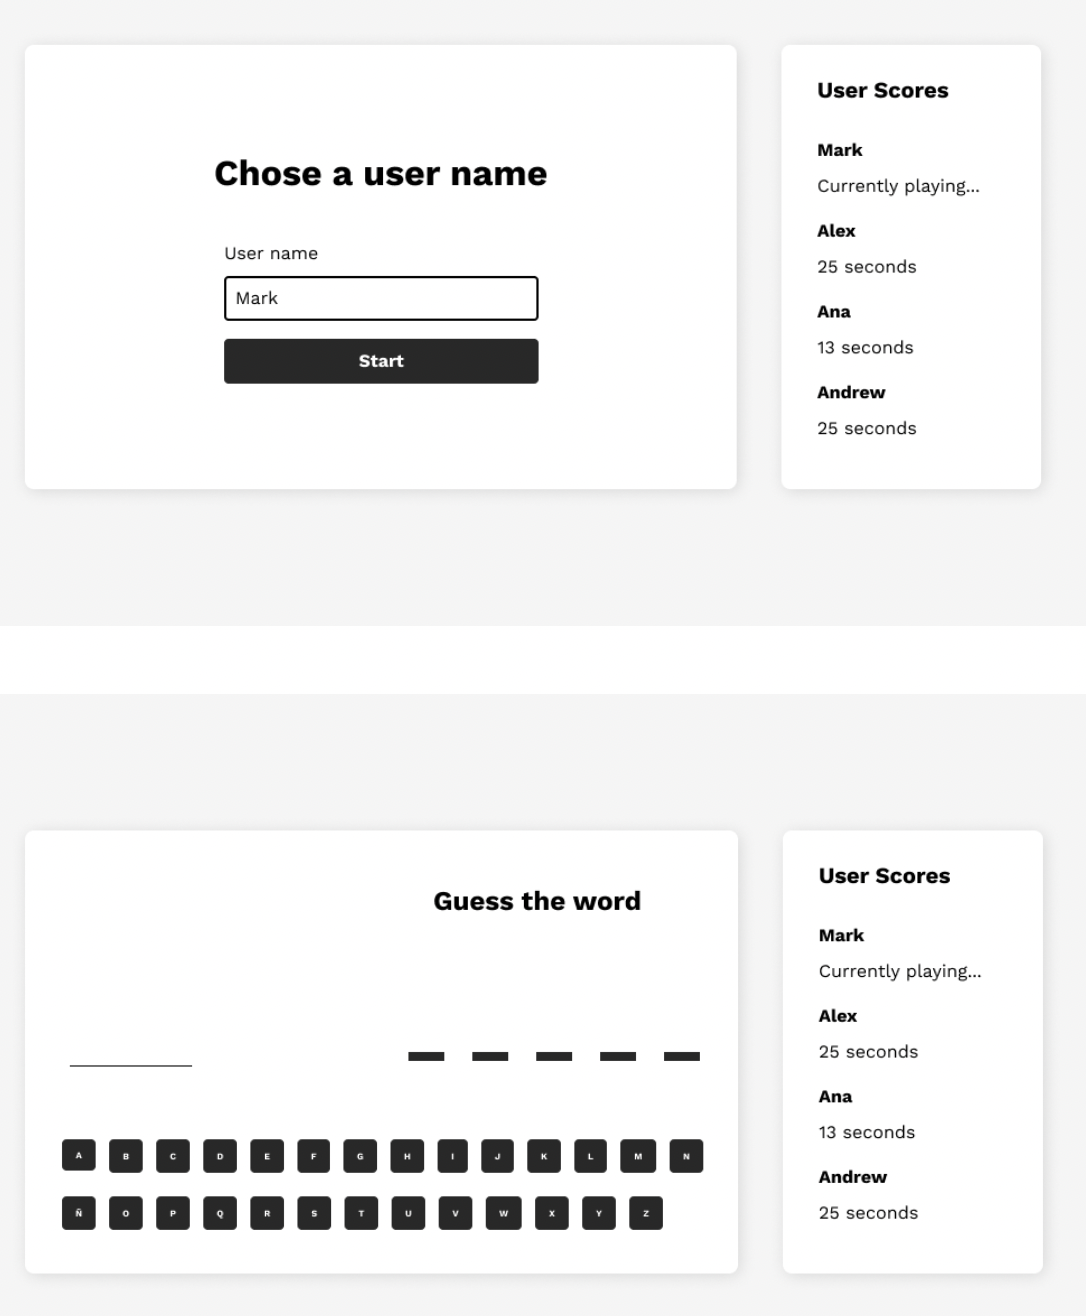 Chose a user name
User name
Mark
Start
User Scores
Mark
Currently playing...
Alex
25 seconds
Ana
13 seconds
Andrew
25 seconds
Guess the word
A B C D E F G H I J K L M N
Ñ O P Q R S T U V W X Y Z
User Scores
Mark
Currently playing...
Alex
25 seconds
Ana
13 seconds
Andrew
25 seconds